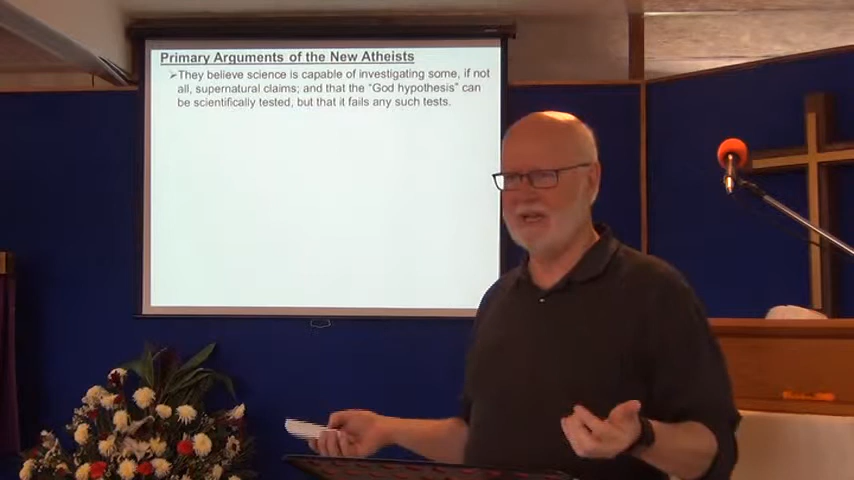 Primary Arguments of the New Atheists
➢They believe science is capable of investigating some, if not
all, supernatural claims; and that the “God hypothesis” can
be scientifically tested, but that it fails any such tests.